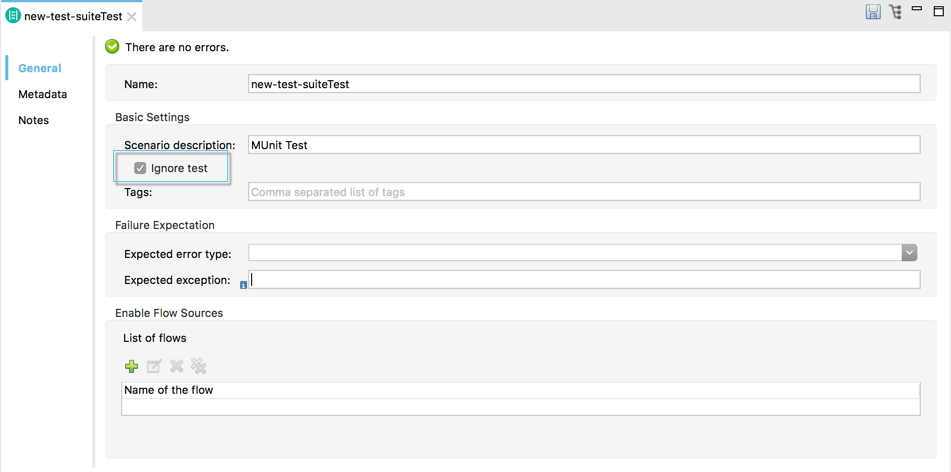 new-test-suiteTest
There are no errors.
General
Metadata
Notes
Name: new-test-suiteTest
Basic Settings
Scenario description: MUnit Test
Ignore test
Tags: Comma separated list of tags
Failure Expectation
Expected error type:
Expected exception:
Enable Flow Sources
List of flows
Name of the flow